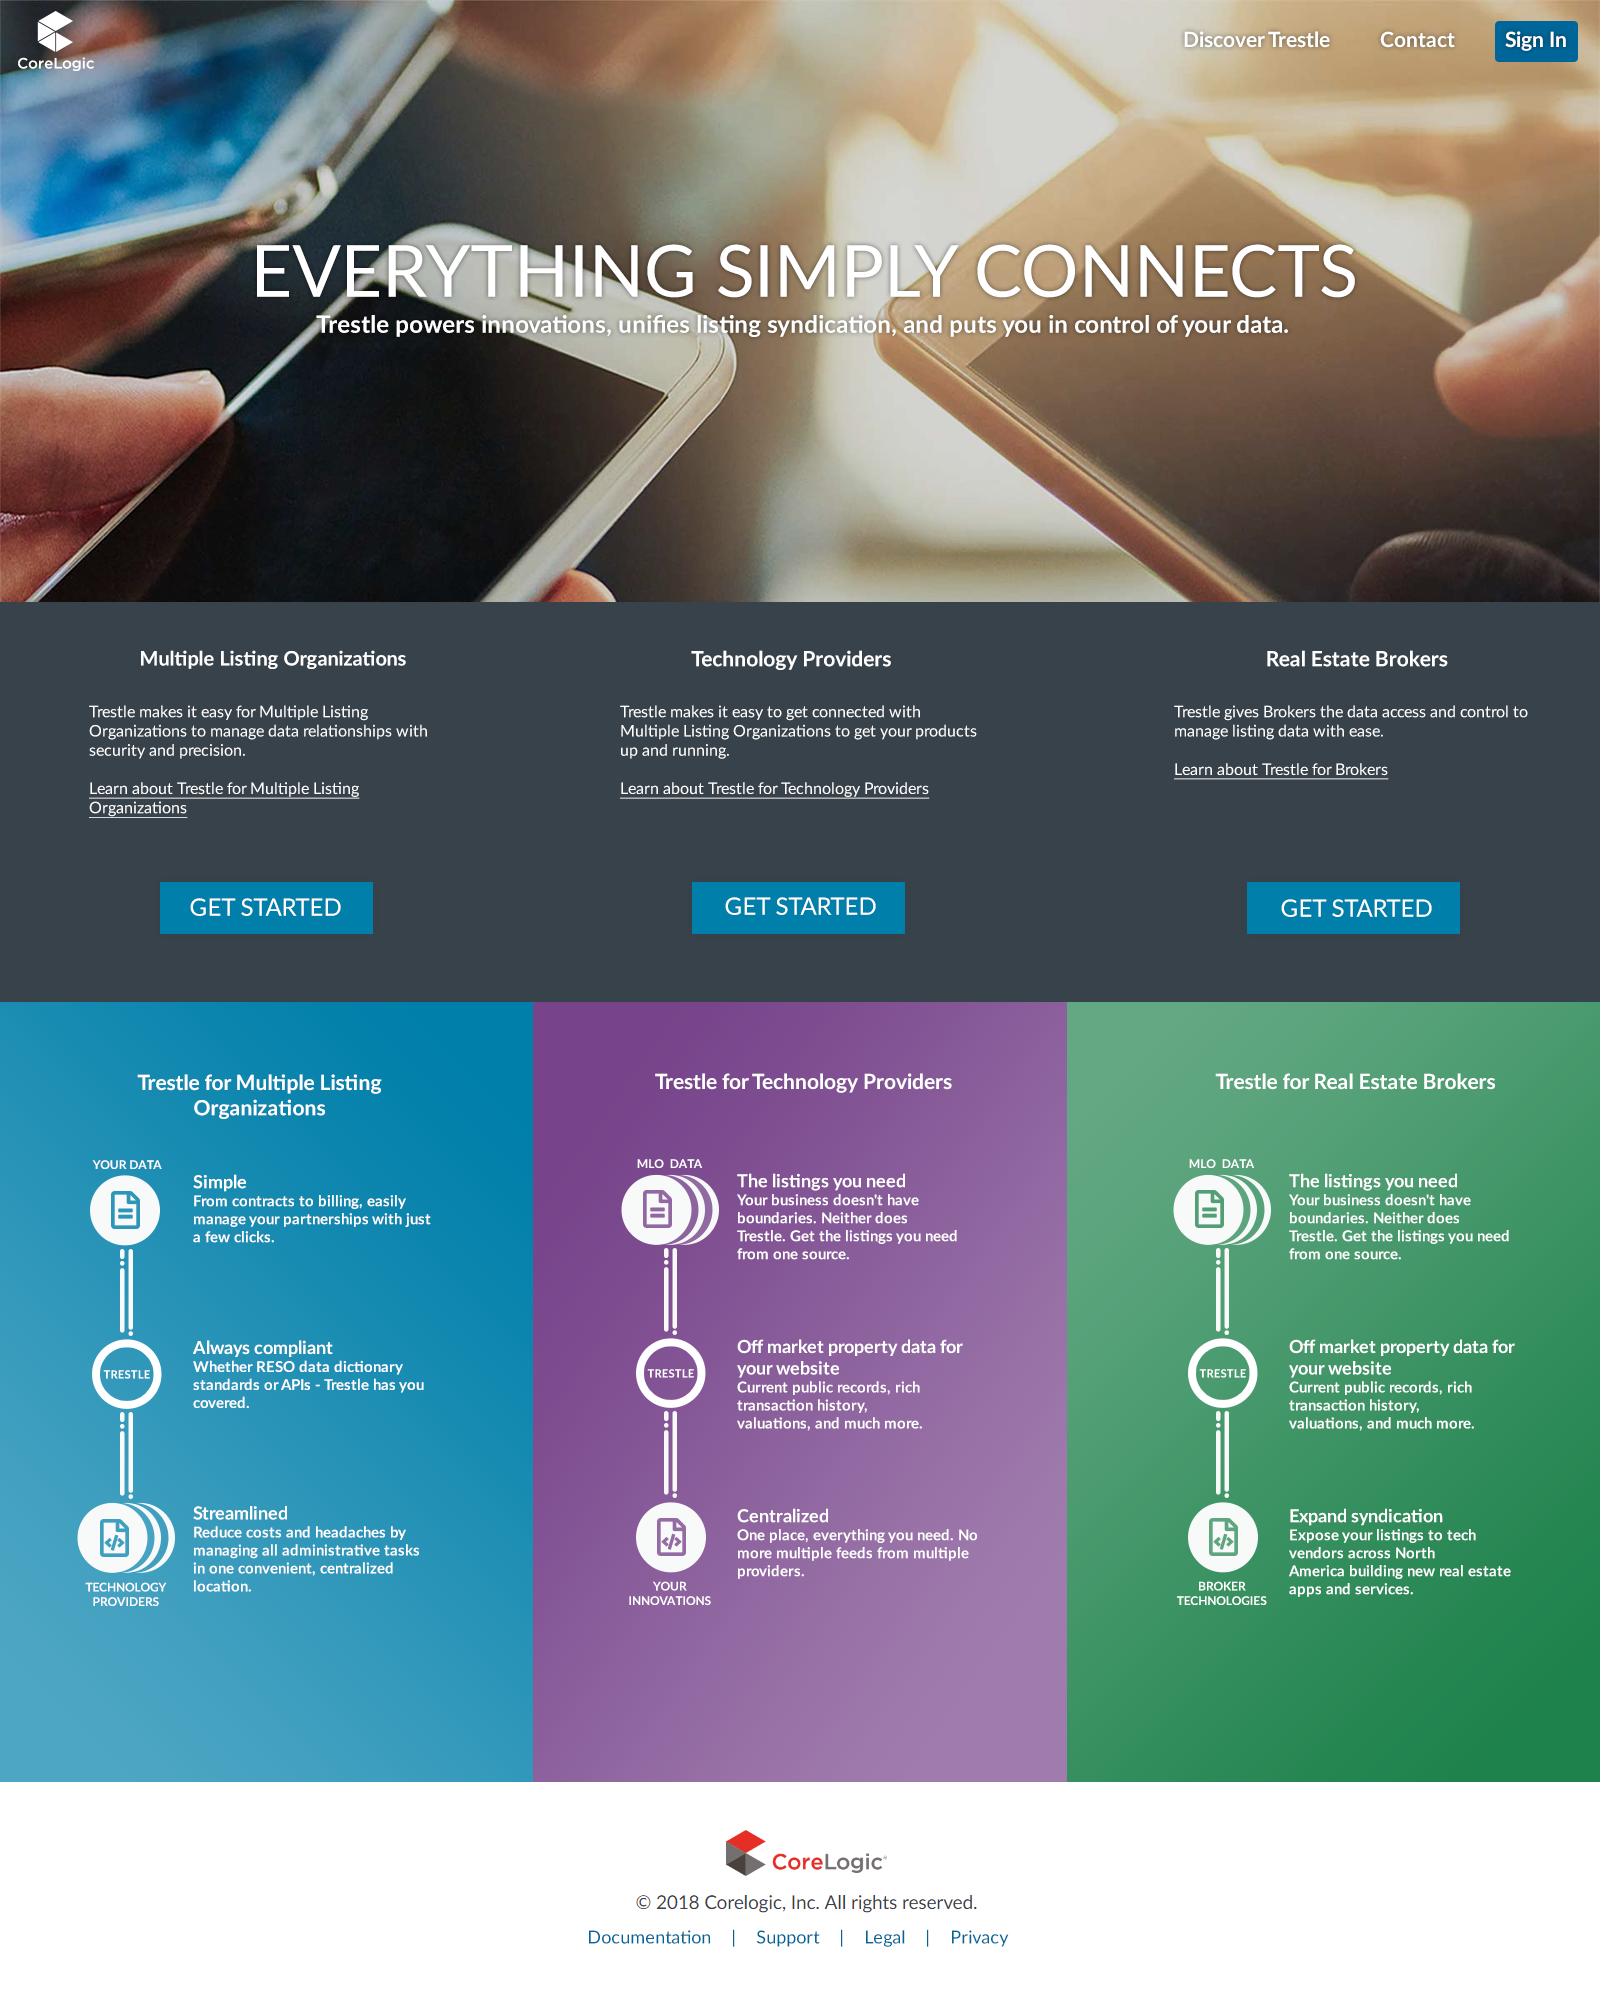 CoreLogic
Discover Trestle
Contact
Sign In
EVERYTHING SIMPLY CONNECTS
Trestle powers innovations, unifies listing syndication, and puts you in control of your data.
Multiple Listing Organizations
Trestle makes it easy for Multiple Listing
Organizations to manage data relationships with
security and precision.
Learn about Trestle for Multiple Listing
Organizations
GET STARTED
Technology Providers
Trestle makes it easy to get connected with
Multiple Listing Organizations to get your products
up and running.
Learn about Trestle for Technology Providers
GET STARTED
Real Estate Brokers
Trestle gives Brokers the data access and control to
manage listing data with ease.
Learn about Trestle for Brokers
GET STARTED
Trestle for Multiple Listing
Organizations
YOUR DATA
Simple
From contracts to billing, easily
manage your partnerships with just
a few clicks.
TRESTLE
Always compliant
Whether RESO data dictionary
standards or APIs - Trestle has you
covered.
Streamlined
Reduce costs and headaches by
managing all administrative tasks
in one convenient, centralized
location.
TECHNOLOGY
PROVIDERS
Trestle for Technology Providers
MLO DATA
The listings you need
Your business doesn't have
boundaries. Neither does
Trestle. Get the listings you need
from one source.
TRESTLE
Off market property data for
your website
Current public records, rich
transaction history,
valuations, and much more.
Centralized
One place, everything you need. No
more multiple feeds from multiple
providers.
YOUR
INNOVATIONS
Trestle for Real Estate Brokers
MLO DATA
The listings you need
Your business doesn't have
boundaries. Neither does
Trestle. Get the listings you need
from one source.
TRESTLE
Off market property data for
your website
Current public records, rich
transaction history,
valuations, and much more.
Expand syndication
Expose your listings to tech
vendors across North
America building new real estate
apps and services.
BROKER
TECHNOLOGIES
CoreLogic
© 2018 Corelogic, Inc. All rights reserved.
Documentation | Support | Legal | Privacy